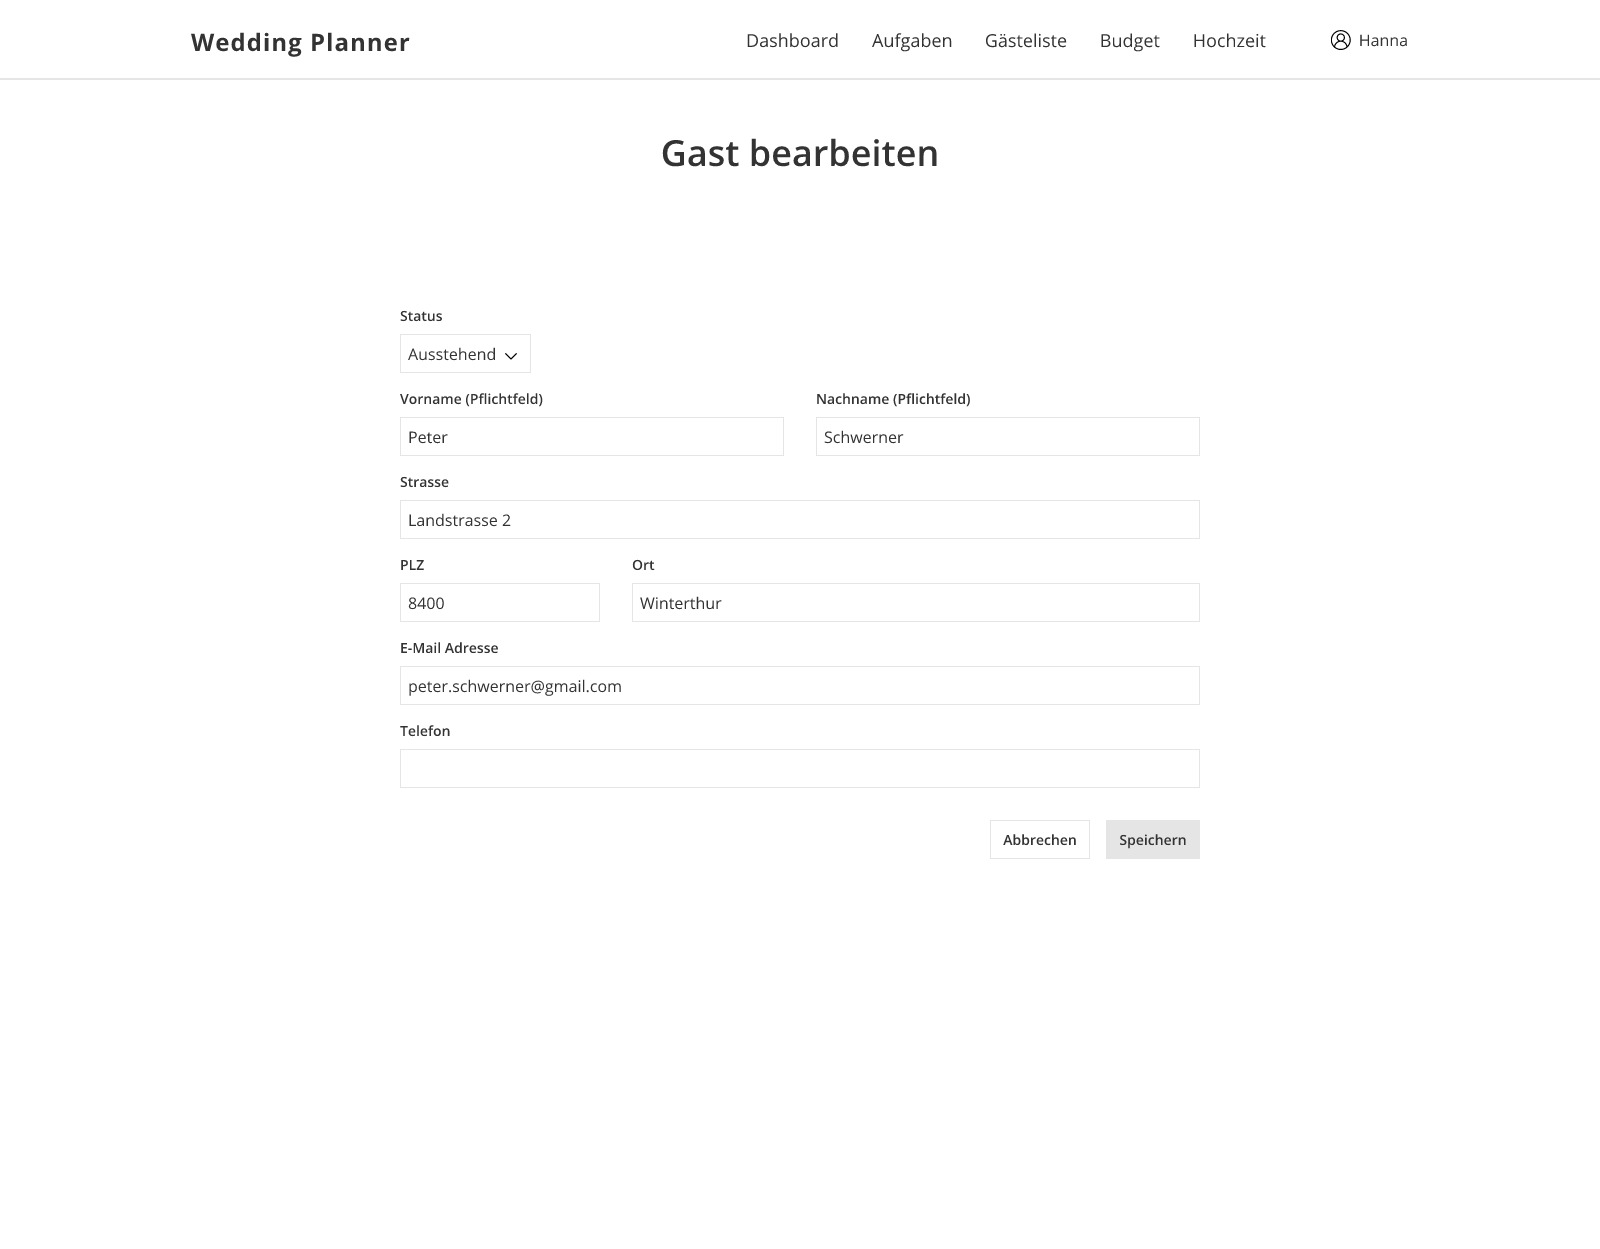 Wedding Planner
Dashboard Aufgaben Gästeliste Budget Hochzeit Hanna
Gast bearbeiten
Status
Ausstehend
Vorname (Pflichtfeld) Nachname (Pflichtfeld)
Peter Schwerner
Strasse
Landstrasse 2
PLZ Ort
8400 Winterthur
E-Mail Adresse
peter.schwerner@gmail.com
Telefon
Abbrechen Speichern